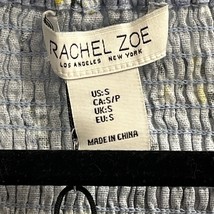 RACHEL ZOE
LOS ANGELES NEW YORK
US:S
CA:S/P
UK:S
EU:S
MADE IN CHINA